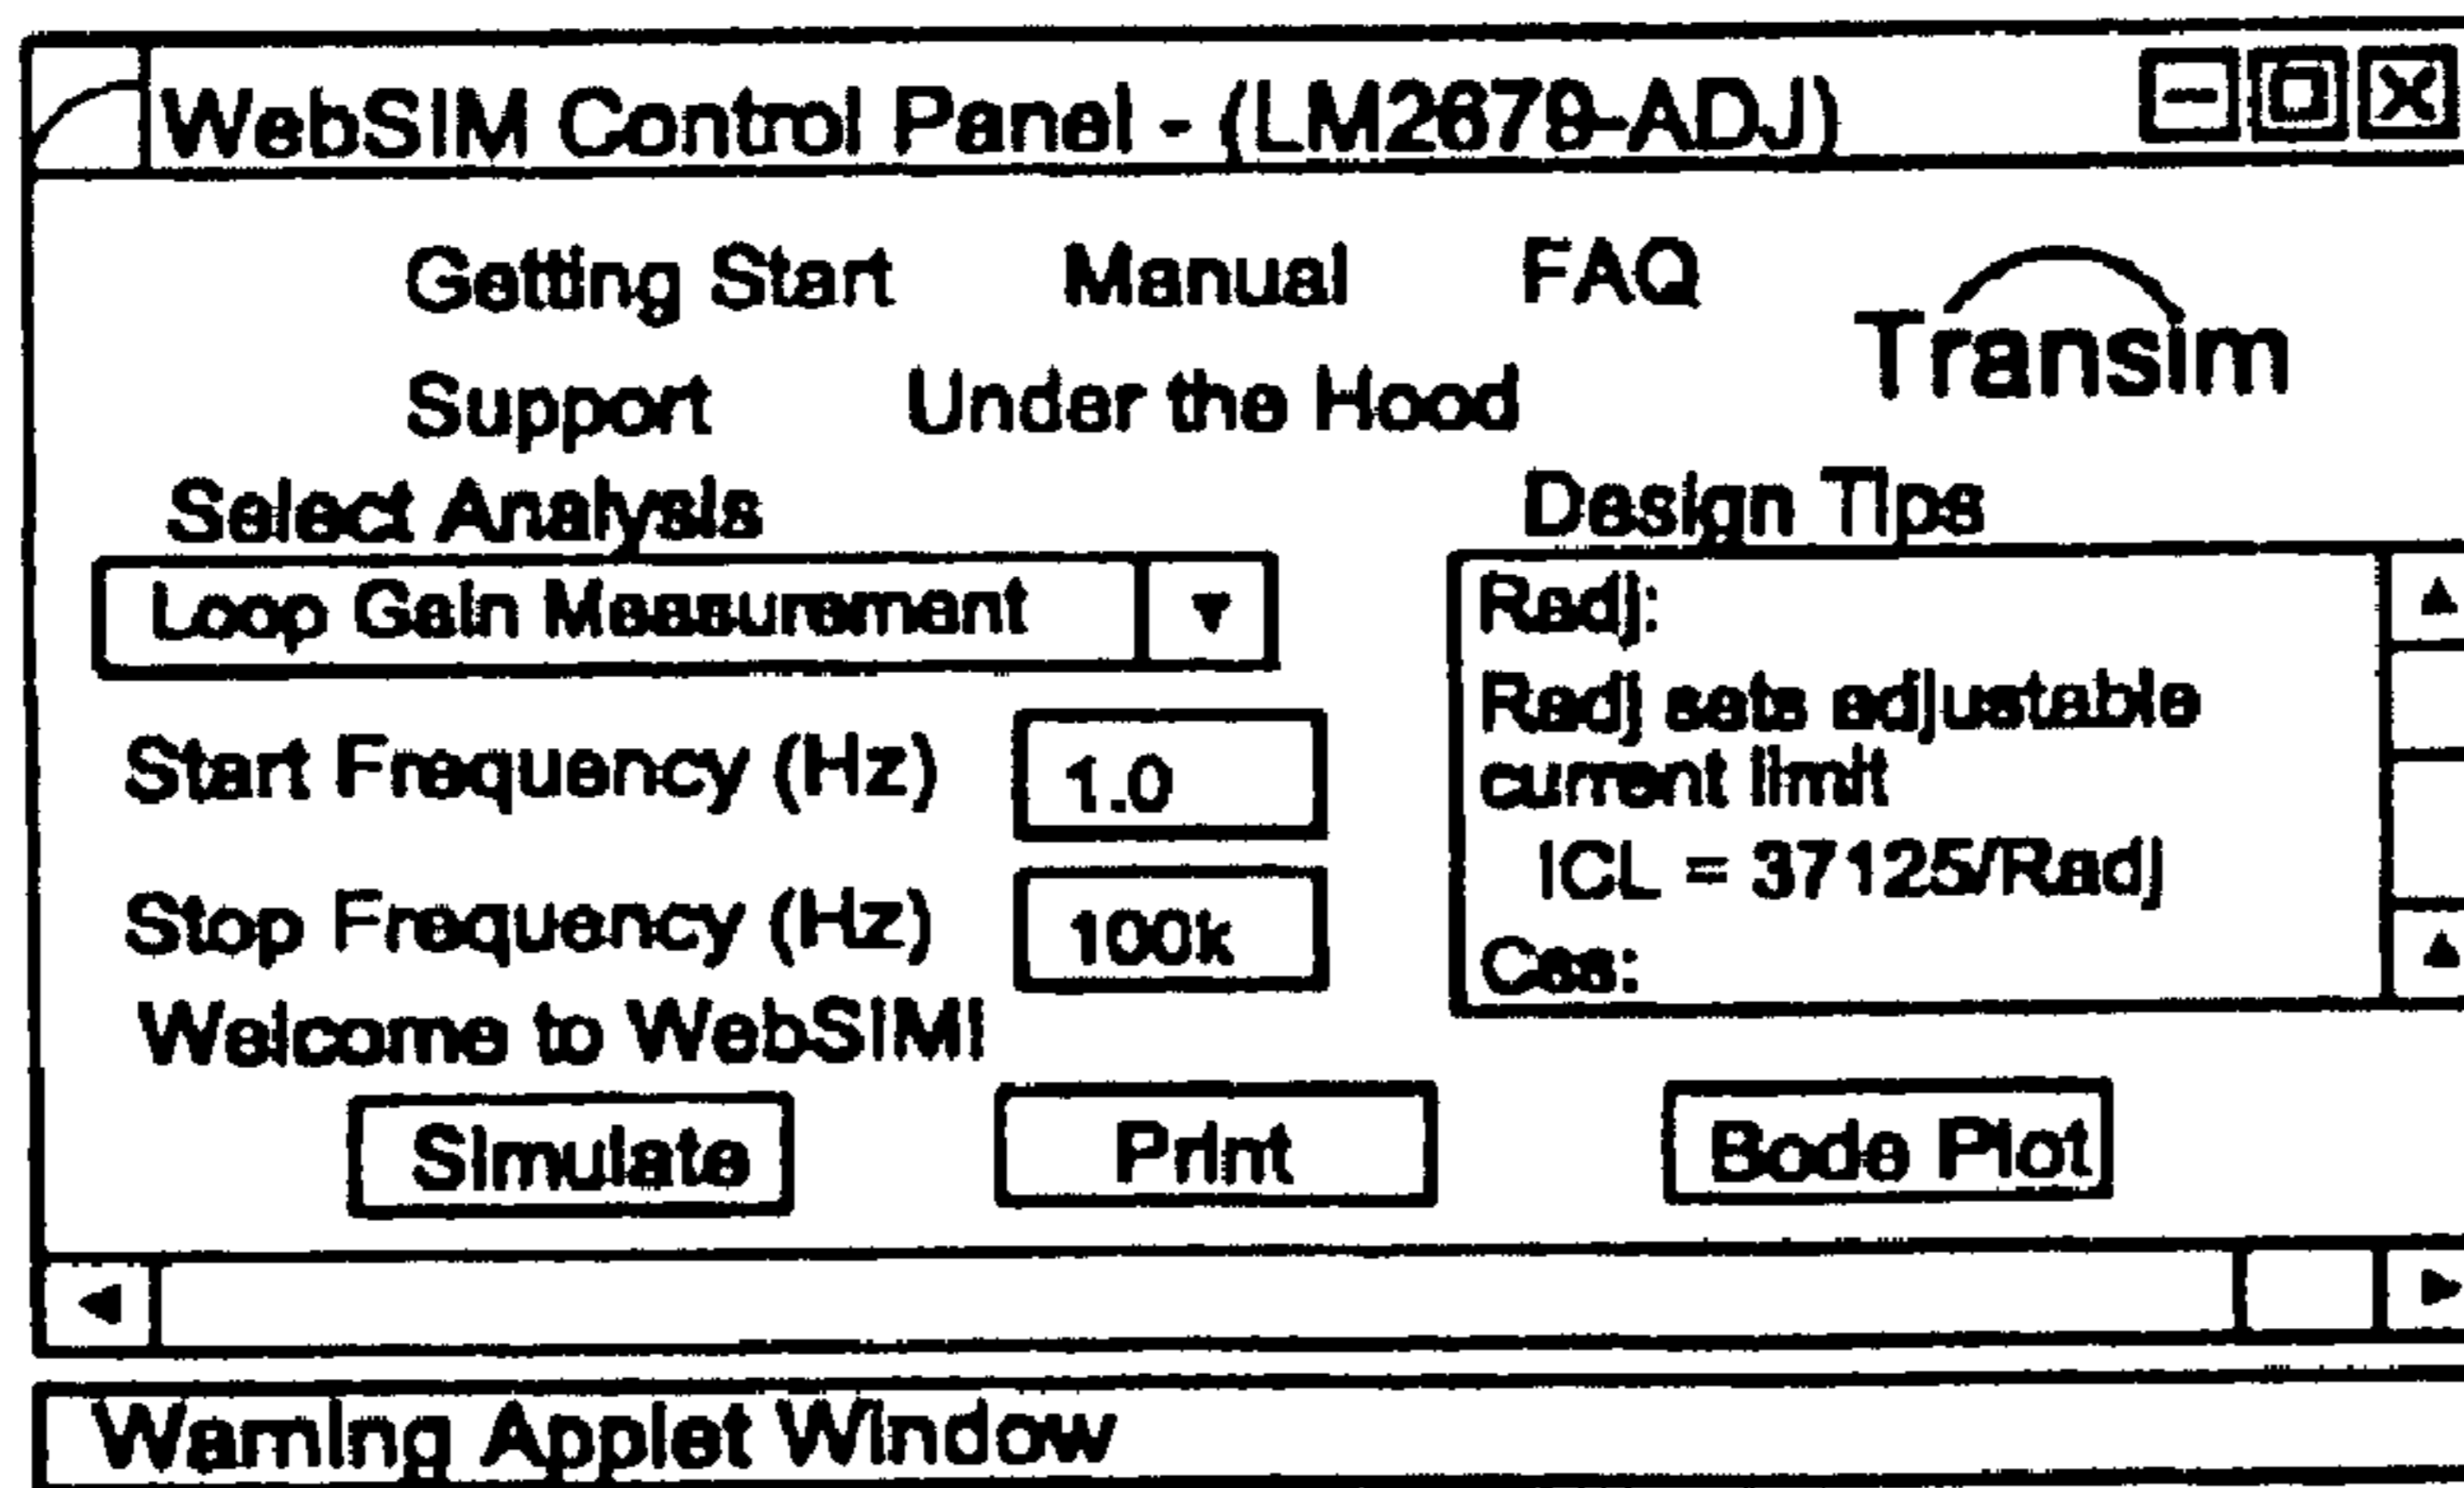 WebSIM Control Panel - (LM2679-ADJ)
Getting Start Manual FAQ
Transim
Support Under the Hood
Select Analysis
Loop Gain Measurement
Start Frequency (Hz) 1.0
Stop Frequency (Hz) 100k
Welcome to WebSIM!
Design Tips
Radj:
Radj sets adjustable
current limit
ICL = 37125/Radj
Css:
Simulate Print Bode Plot
Warning Applet Window